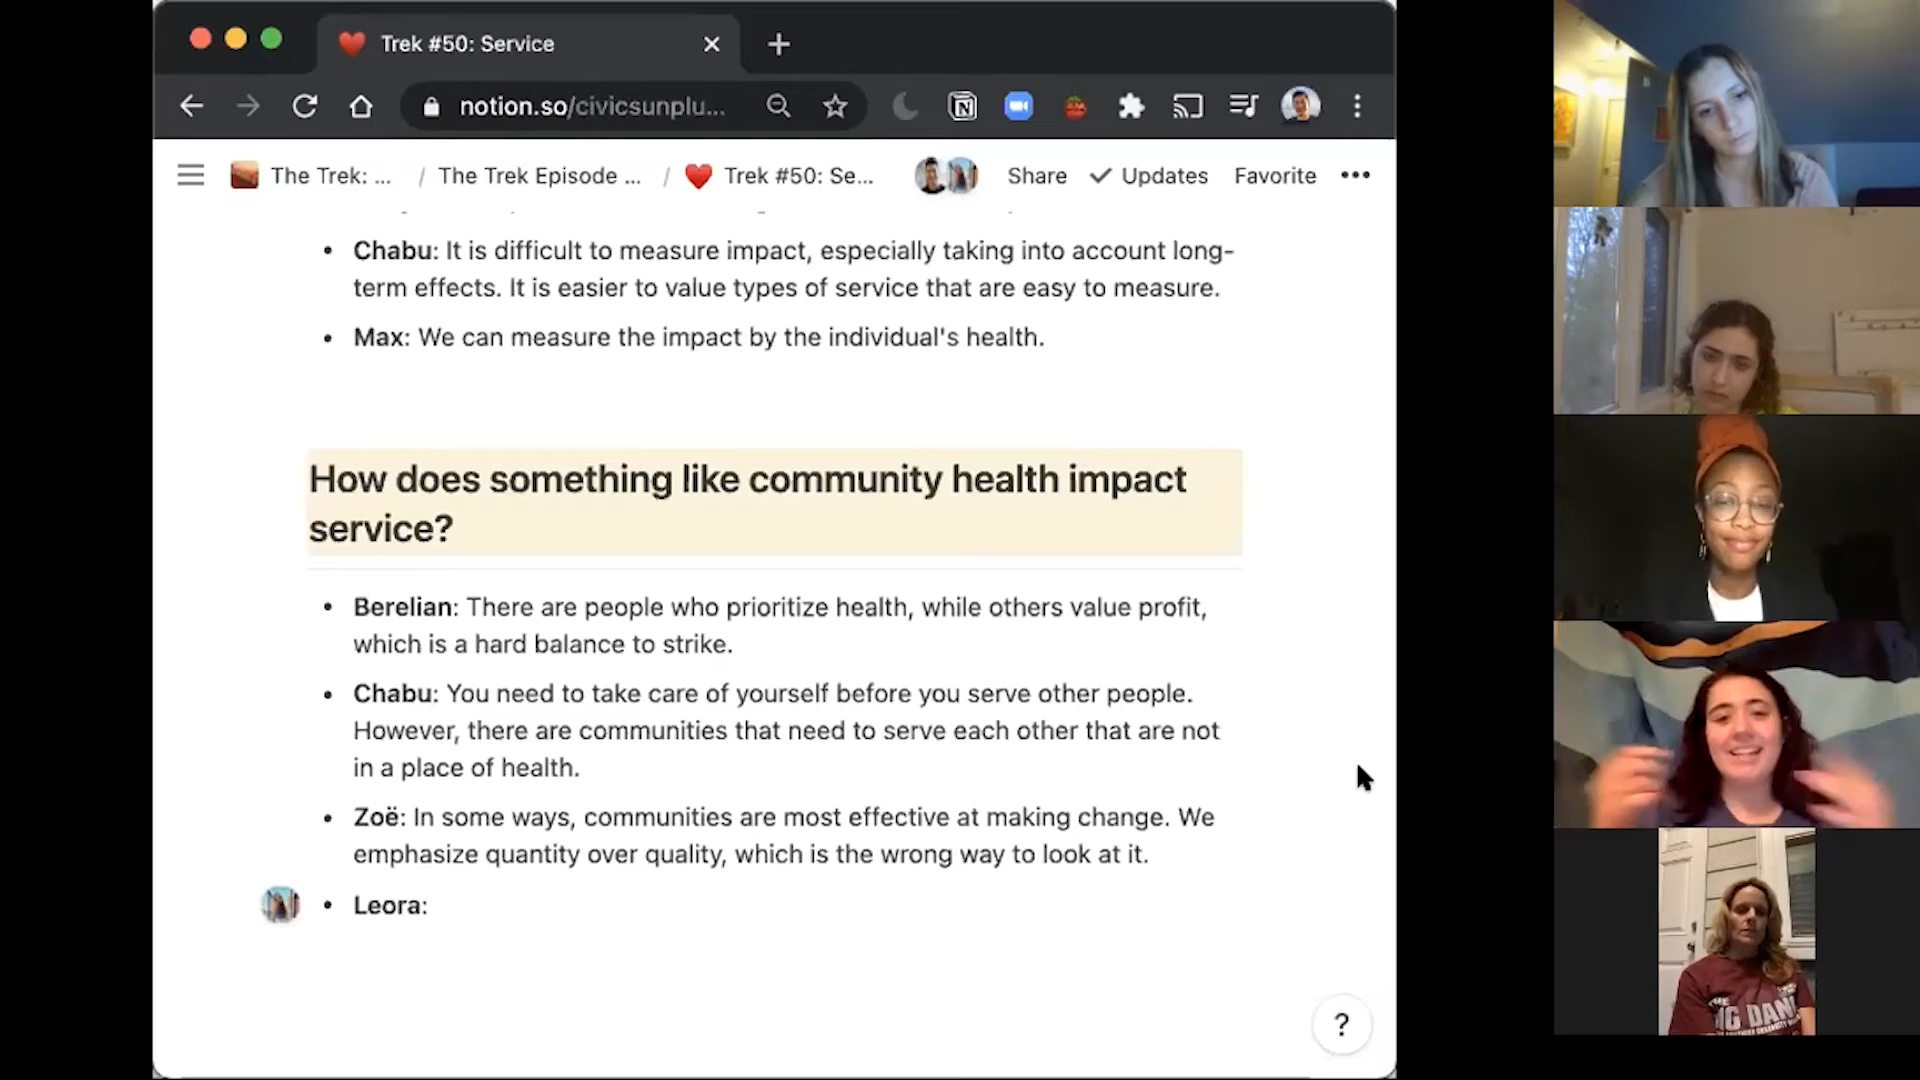 Trek #50: Service
notion.so/civicsunplu...
The Trek: ... / The Trek Episode ... / Trek #50: Se... Share Updates Favorite
• Chabu: It is difficult to measure impact, especially taking into account long-
term effects. It is easier to value types of service that are easy to measure.
• Max: We can measure the impact by the individual's health.
How does something like community health impact
service?
• Berelian: There are people who prioritize health, while others value profit,
which is a hard balance to strike.
• Chabu: You need to take care of yourself before you serve other people.
However, there are communities that need to serve each other that are not
in a place of health.
• Zoë: In some ways, communities are most effective at making change. We
emphasize quantity over quality, which is the wrong way to look at it.
• Leora:
?
THE